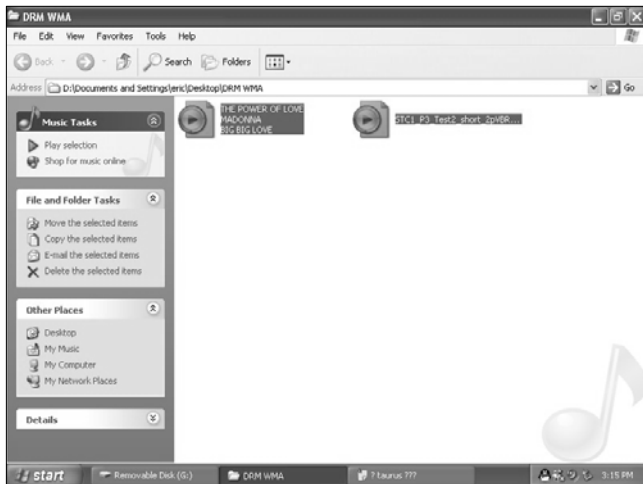 DRM WMA
File Edit View Favorites Tools Help
Back Search Folders
Address D:\Documents and Settings\eric\Desktop\DRM WMA Go
Music Tasks
Play selection
Shop for music online
File and Folder Tasks
Move the selected items
Copy the selected items
E-mail the selected items
Delete the selected items
Other Places
Desktop
My Music
My Computer
My Network Places
Details
THE POWER OF LOVE
MADONNA
BIG BIG LOVE
STC1_P3_Test2_short_2pVBR...
start Removable Disk (G:) DRM WMA ? taurus ??? 3:15 PM